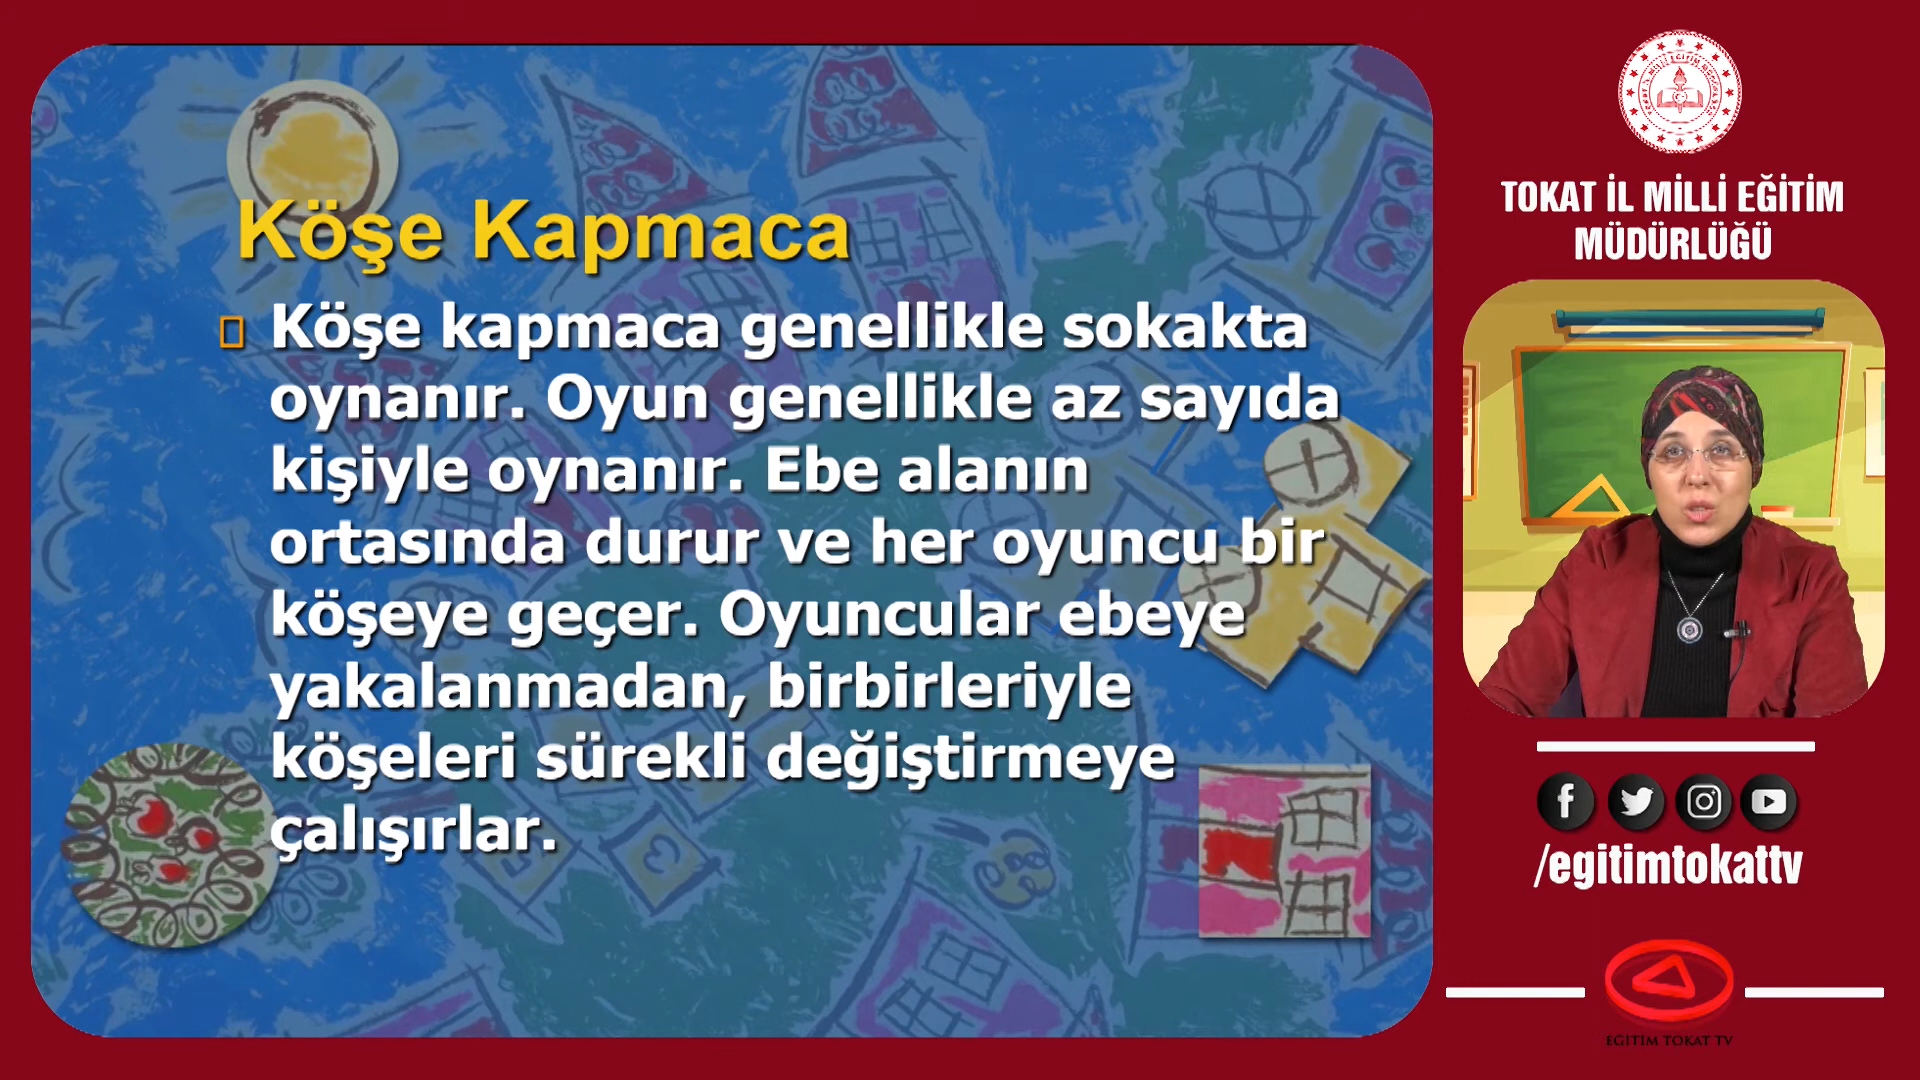 Köşe Kapmaca
Köşe kapmaca genellikle sokakta
oynanır. Oyun genellikle az sayıda
kişiyle oynanır. Ebe alanın
ortasında durur ve her oyuncu bir
köşeye geçer. Oyuncular ebeye
yakalanmadan, birbirleriyle
köşeleri sürekli değiştirmeye
çalışırlar.
TOKAT İL MİLLİ EĞİTİM
MÜDÜRLÜĞÜ
/egitimtokattv
EĞİTİM TOKAT TV